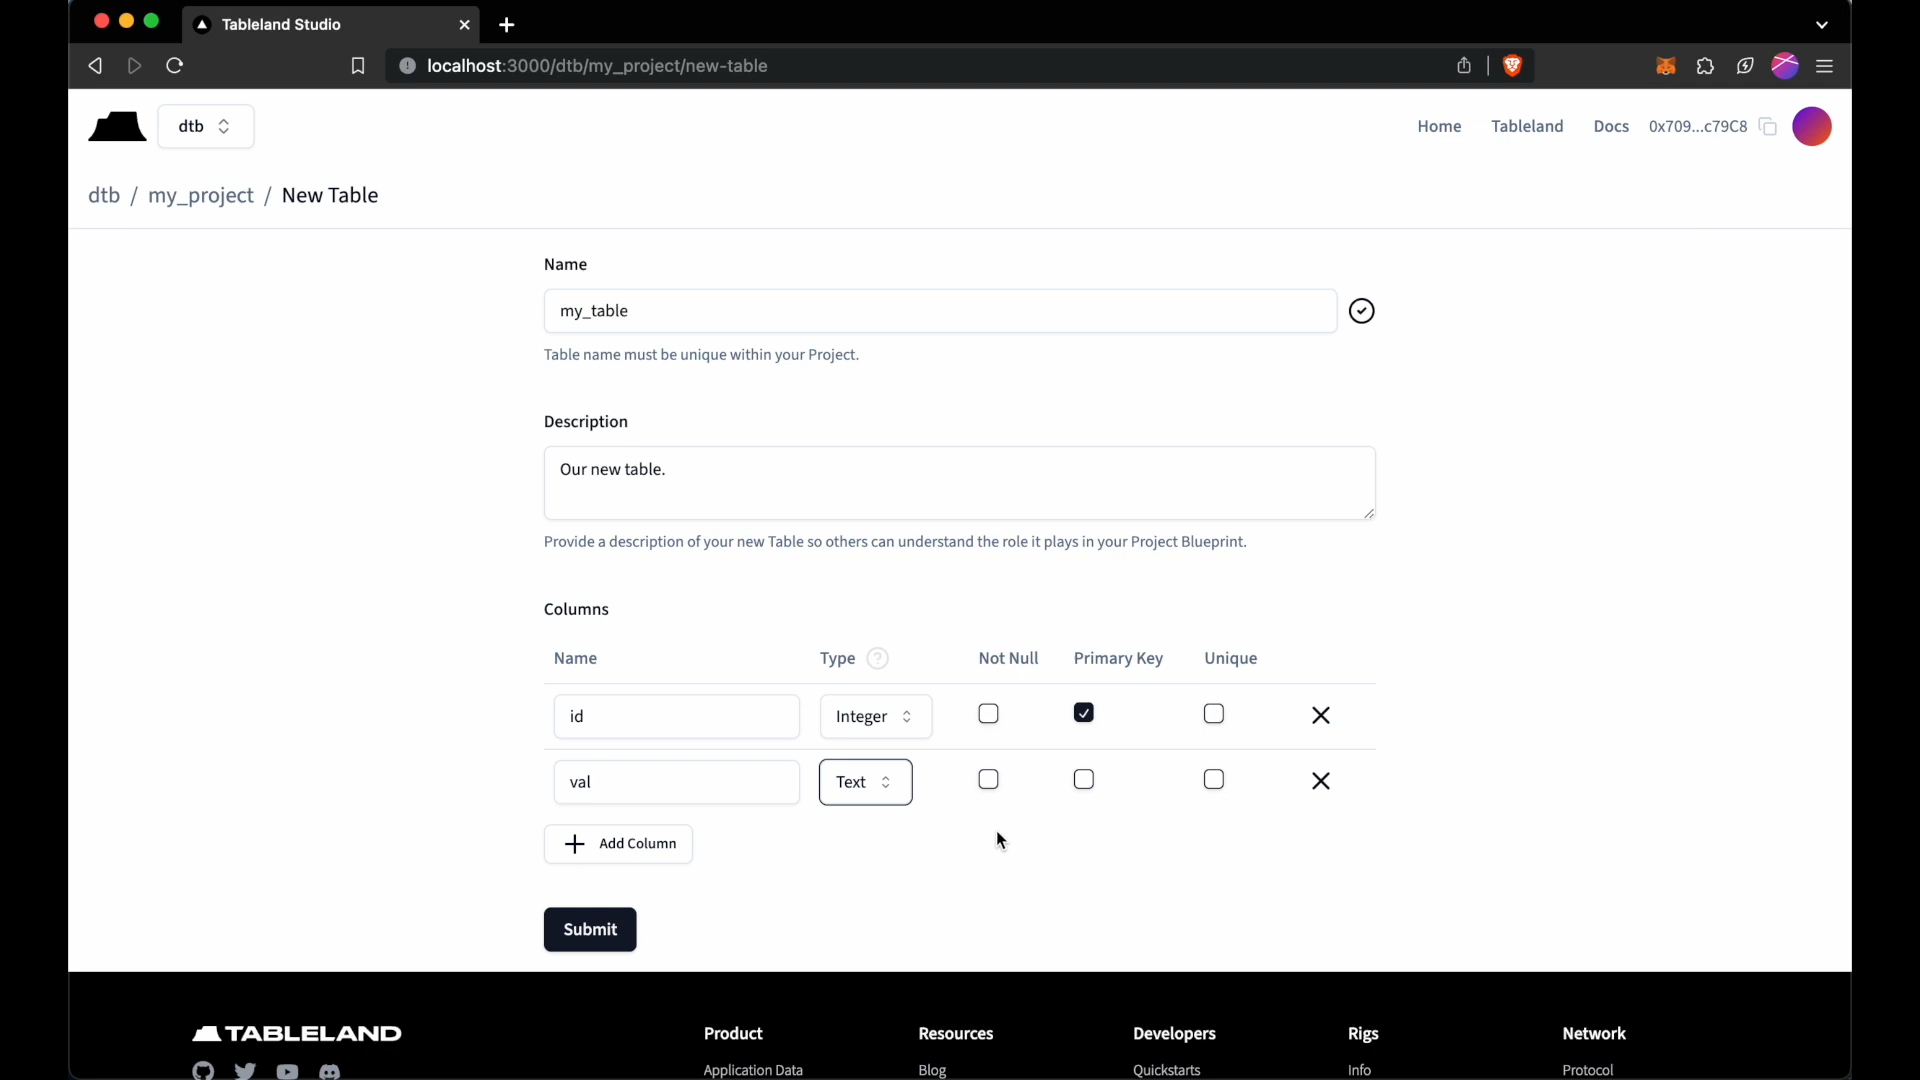 Tableland Studio
localhost:3000/dtb/my_project/new-table
dtb
Home
Tableland
Docs
0x709...c79C8
dtb / my_project / New Table
Name
my_table
Table name must be unique within your Project.
Description
Our new table.
Provide a description of your new Table so others can understand the role it plays in your Project Blueprint.
Columns
Name
Type
?
Not Null
Primary Key
Unique
id
Integer
val
Text
Add Column
Submit
TABLELAND
Product
Resources
Developers
Rigs
Network
Application Data
Blog
Quickstarts
Info
Protocol